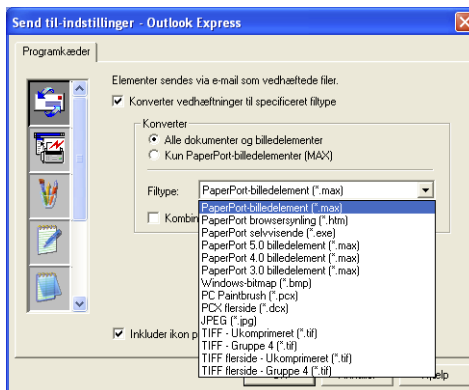 Send til-indstillinger - Outlook Express
Programkæder
Elementer sendes via e-mail som vedhæftede filer.
Konverter vedhæftninger til specificeret filtype
Konverter
Alle dokumenter og billedelementer
Kun PaperPort-billedelementer (MAX)
Filtype: PaperPort-billedelement (*.max)
PaperPort-billedelement (*.max)
PaperPort browsersynling (*.htm)
PaperPort selvvisende (*.exe)
PaperPort 5.0 billedelement (*.max)
PaperPort 4.0 billedelement (*.max)
PaperPort 3.0 billedelement (*.max)
Windows-bitmap (*.bmp)
PC Paintbrush (*.pcx)
PCX flerside (*.dcx)
JPEG (*.jpg)
TIFF - Ukomprimeret (*.tif)
TIFF - Gruppe 4 (*.tif)
TIFF flerside - Ukomprimeret (*.tif)
TIFF flerside - Gruppe 4 (*.tif)
Kombin
Inkluder ikon p